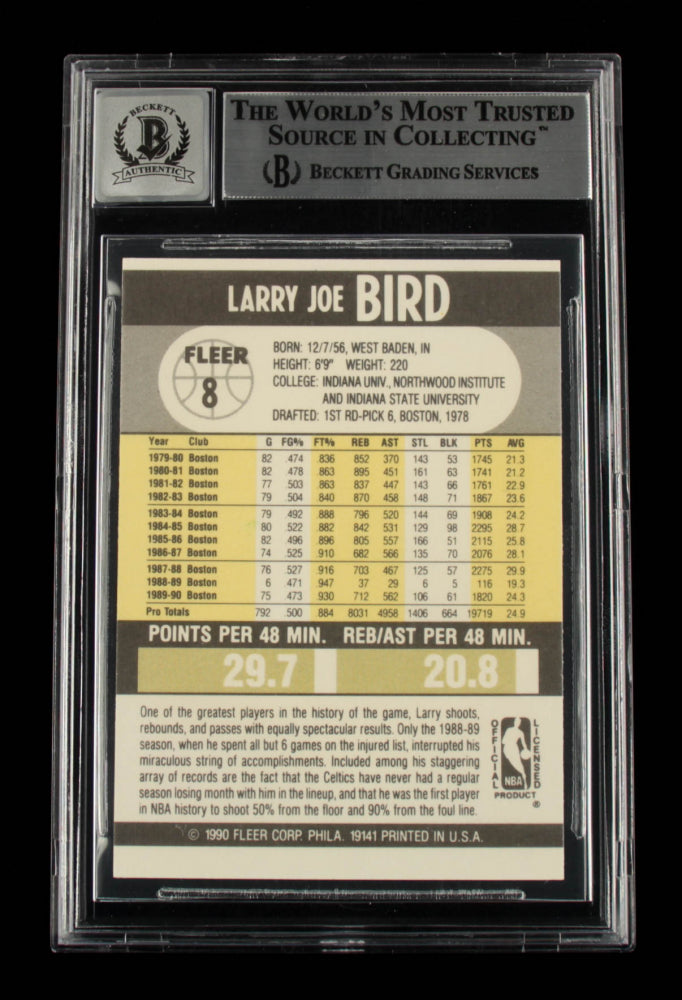 BECKETT
B
AUTHENTIC
THE WORLD'S MOST TRUSTED
SOURCE IN COLLECTING™
(B) BECKETT GRADING SERVICES
LARRY JOE BIRD
FLEER
8
BORN: 12/7/56, WEST BADEN, IN
HEIGHT: 6'9" WEIGHT: 220
COLLEGE: INDIANA UNIV., NORTHWOOD INSTITUTE
AND INDIANA STATE UNIVERSITY
DRAFTED: 1ST RD-PICK 6, BOSTON, 1978
Year Club G FG% FT% REB AST STL BLK PTS AVG
1979-80 Boston 82 .474 .836 852 370 143 53 1745 21.3
1980-81 Boston 82 .478 .863 895 451 161 63 1741 21.2
1981-82 Boston 77 .503 .863 837 447 143 66 1761 22.9
1982-83 Boston 79 .504 .840 870 458 148 71 1867 23.6
1983-84 Boston 79 .492 .888 796 520 144 69 1908 24.2
1984-85 Boston 80 .522 .882 842 531 129 98 2295 28.7
1985-86 Boston 82 .496 .896 805 557 166 51 2115 25.8
1986-87 Boston 74 .525 .910 682 566 135 70 2076 28.1
1987-88 Boston 76 .527 .916 703 467 125 57 2275 29.9
1988-89 Boston 6 .471 .947 37 29 6 5 116 19.3
1989-90 Boston 75 .473 .930 712 562 106 61 1820 24.3
Pro Totals 792 .500 .884 8031 4958 1406 664 19719 24.9
POINTS PER 48 MIN. REB/AST PER 48 MIN.
29.7 20.8
One of the greatest players in the history of the game, Larry shoots,
rebounds, and passes with equally spectacular results. Only the 1988-89
season, when he spent all but 6 games on the injured list, interrupted his
miraculous string of accomplishments. Included among his staggering
array of records are the fact that the Celtics have never had a regular
season losing month with him in the lineup, and that he was the first player
in NBA history to shoot 50% from the floor and 90% from the foul line.
OFFICIAL
NBA
LICENSED
PRODUCT ®
© 1990 FLEER CORP. PHILA. 19141 PRINTED IN U.S.A.